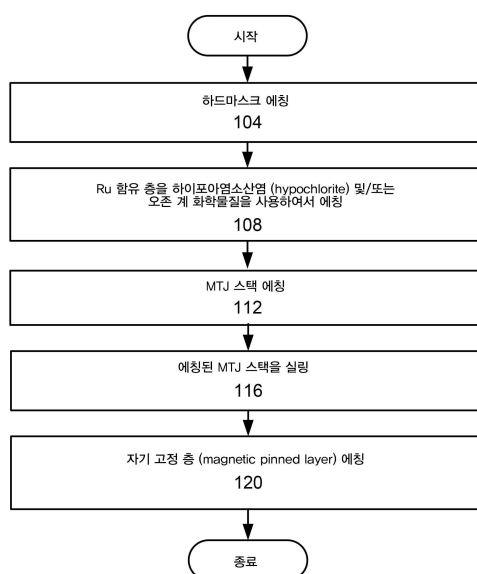 시작
하드마스크 에칭
104
Ru 함유 층을 하이포아염소산염 (hypochlorite) 및/또는
오존 계 화학물질을 사용하여서 에칭
108
MTJ 스택 에칭
112
에칭된 MTJ 스택을 실링
116
자기 고정 층 (magnetic pinned layer) 에칭
120
종료